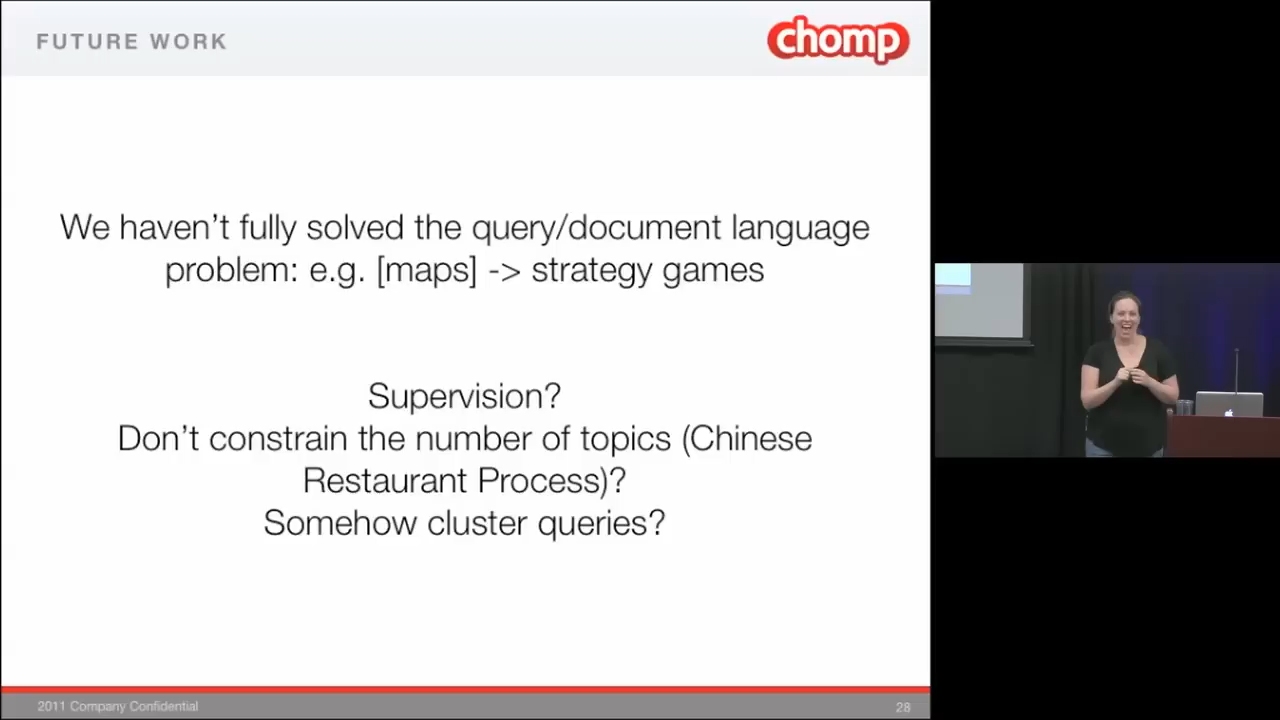 FUTURE WORK
chomp
We haven't fully solved the query/document language
problem: e.g. [maps] -> strategy games
Supervision?
Don't constrain the number of topics (Chinese
Restaurant Process)?
Somehow cluster queries?
2011 Company Confidential
28